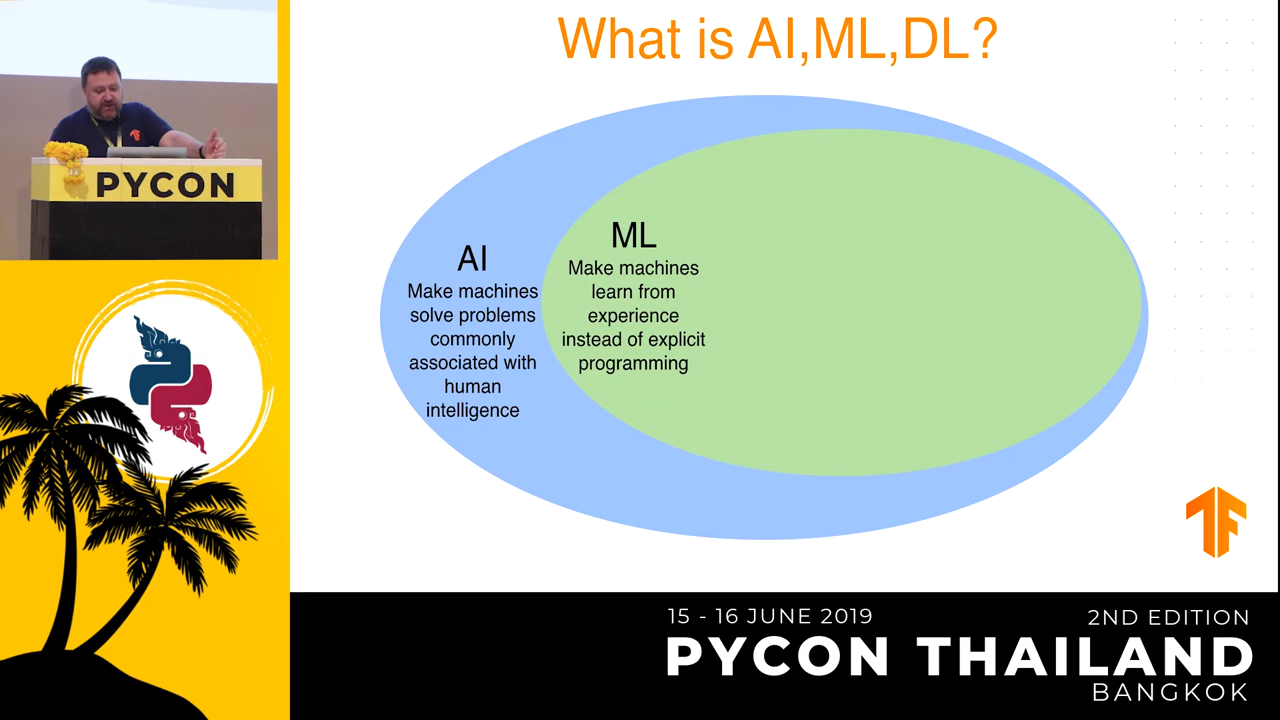 What is AI,ML,DL?
PYCON
AI
Make machines
solve problems
commonly
associated with
human
intelligence
ML
Make machines
learn from
experience
instead of explicit
programming
15 - 16 JUNE 2019
2ND EDITION
PYCON THAILAND
BANGKOK